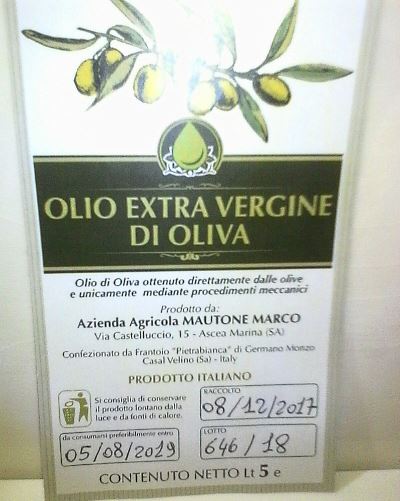 OLIO EXTRA VERGINE
DI OLIVA
Olio di Oliva ottenuto direttamente dalle olive
e unicamente mediante procedimenti meccanici
Prodotto da:
Azienda Agricola MAUTONE MARCO
Via Castelluccio, 15 - Ascea Marina (SA)
Confezionato da Frantoio "Pietrabianca" di Germano Monzo
Casal Velino (Sa) - Italy
PRODOTTO ITALIANO
Si consiglia di conservare
il prodotto lontano dalla
luce e da fonti di calore.
RACCOLTO
08/12/2017
da consumarsi preferibilmente entro
05/08/2019
LOTTO
646/18
CONTENUTO NETTO Lt 5 e